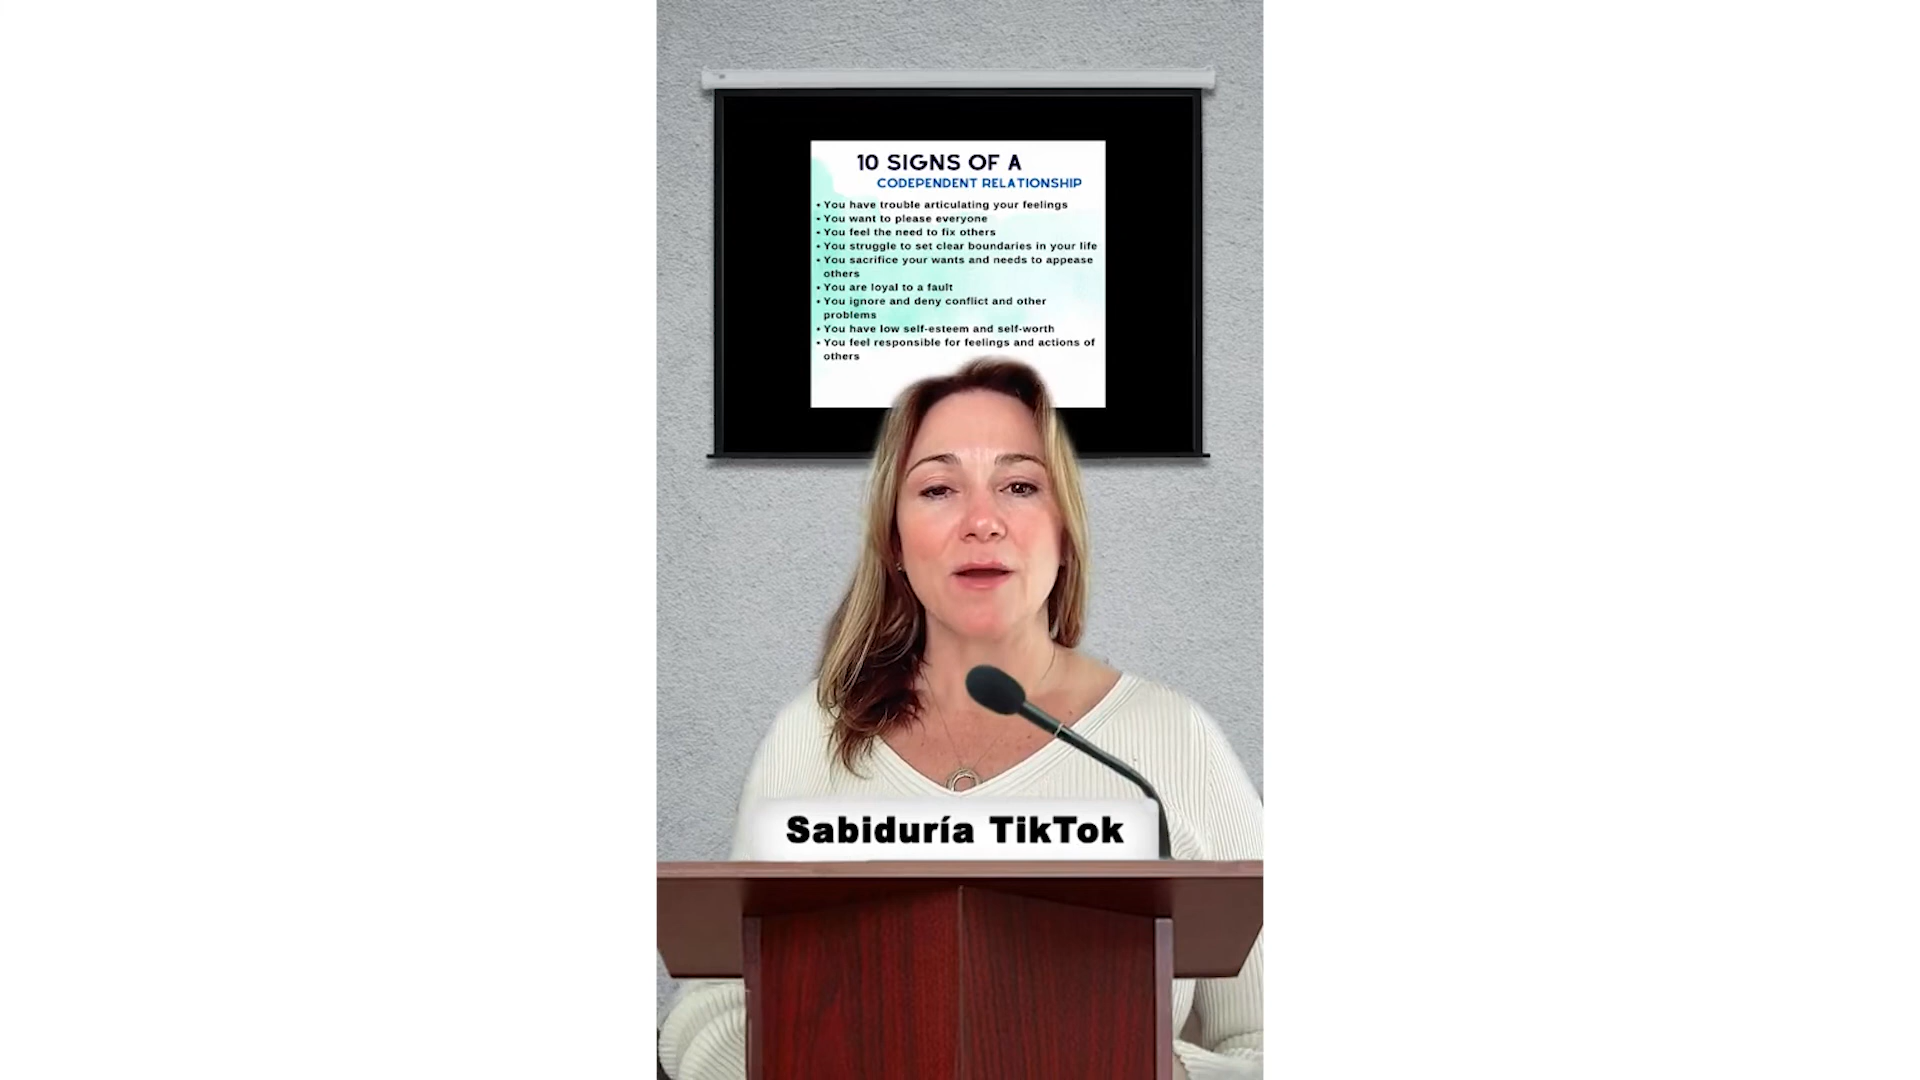 10 SIGNS OF A
CODEPENDENT RELATIONSHIP
• You have trouble articulating your feelings
• You want to please everyone
• You feel the need to fix others
• You struggle to set clear boundaries in your life
• You sacrifice your wants and needs to appease
others
• You are loyal to a fault
• You ignore and deny conflict and other
problems
• You have low self-esteem and self-worth
• You feel responsible for feelings and actions of
others
Sabiduría TikTok